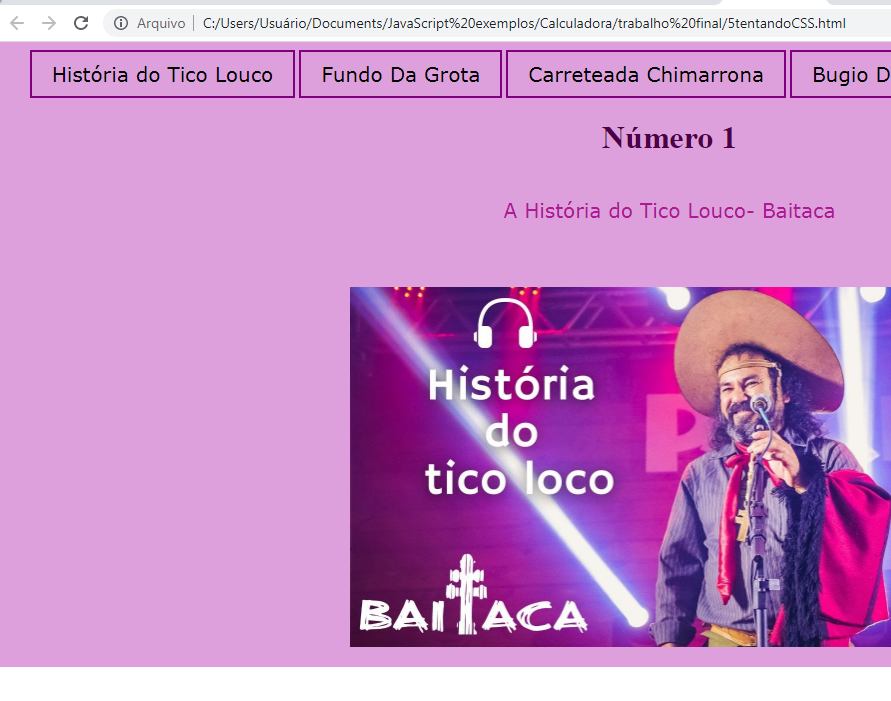 Arquivo | C:/Users/Usuário/Documents/JavaScript%20exemplos/Calculadora/trabalho%20final/5tentandoCSS.html
História do Tico Louco Fundo Da Grota Carreteada Chimarrona Bugio D
Número 1
A História do Tico Louco- Baitaca
História
do
tico loco
BAITACA